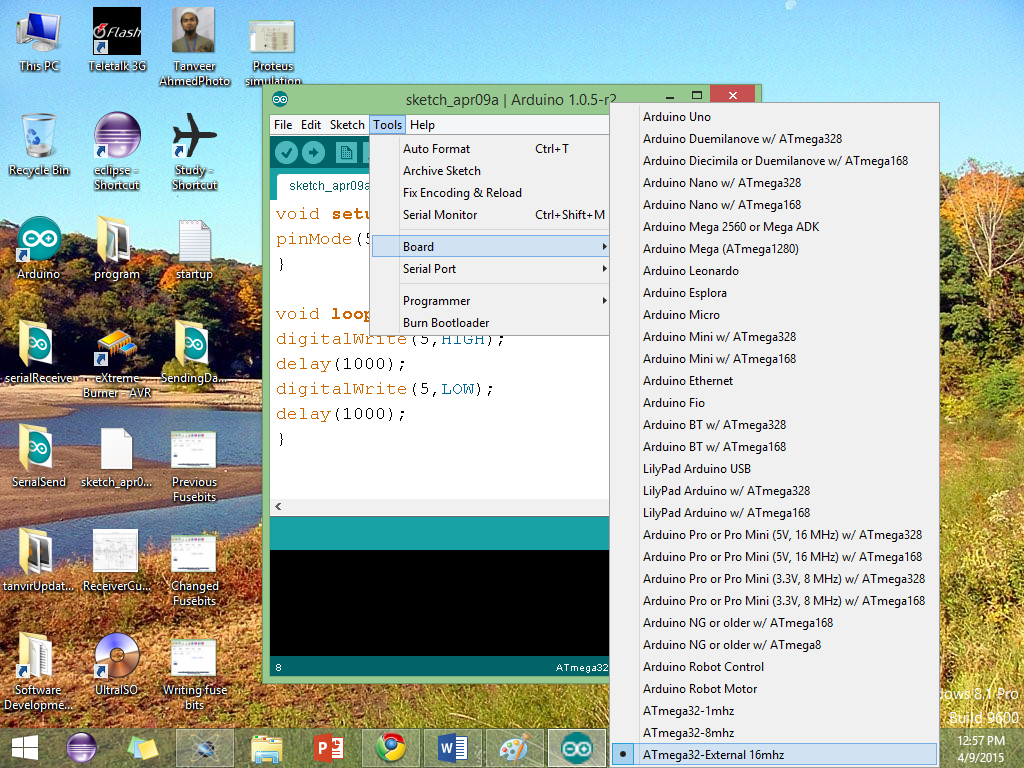 This PC
Teletalk 3G
Tanveer
AhmedPhoto
Proteus
simulation
Flash
Recycle Bin
eclipse -
Shortcut
Study -
Shortcut
Arduino
program
startup
serialReceive
eXtreme
Burner - AVR
SendingDa...
SerialSend
sketch_apr0...
Previous
Fusebits
tanvirUpdat...
ReceiverCu...
Changed
Fusebits
Software
Developme...
UltraISO
Writing fuse
bits
sketch_apr09a | Arduino 1.0.5-r2
File Edit Sketch Tools Help
sketch_apr09a
void setu
pinMode(5
}
void loop
digitalWrite(5,HIGH);
delay(1000);
digitalWrite(5,LOW);
delay(1000);
}
8
ATmega32
Auto Format Ctrl+T
Archive Sketch
Fix Encoding & Reload
Serial Monitor Ctrl+Shift+M
Board
Serial Port
Programmer
Burn Bootloader
Arduino Uno
Arduino Duemilanove w/ ATmega328
Arduino Diecimila or Duemilanove w/ ATmega168
Arduino Nano w/ ATmega328
Arduino Nano w/ ATmega168
Arduino Mega 2560 or Mega ADK
Arduino Mega (ATmega1280)
Arduino Leonardo
Arduino Esplora
Arduino Micro
Arduino Mini w/ ATmega328
Arduino Mini w/ ATmega168
Arduino Ethernet
Arduino Fio
Arduino BT w/ ATmega328
Arduino BT w/ ATmega168
LilyPad Arduino USB
LilyPad Arduino w/ ATmega328
LilyPad Arduino w/ ATmega168
Arduino Pro or Pro Mini (5V, 16 MHz) w/ ATmega328
Arduino Pro or Pro Mini (5V, 16 MHz) w/ ATmega168
Arduino Pro or Pro Mini (3.3V, 8 MHz) w/ ATmega328
Arduino Pro or Pro Mini (3.3V, 8 MHz) w/ ATmega168
Arduino NG or older w/ ATmega168
Arduino NG or older w/ ATmega8
Arduino Robot Control
Arduino Robot Motor
ATmega32-1mhz
ATmega32-8mhz
ATmega32-External 16mhz
dows 8.1 Pro
Build 9600
12:57 PM
4/9/2015